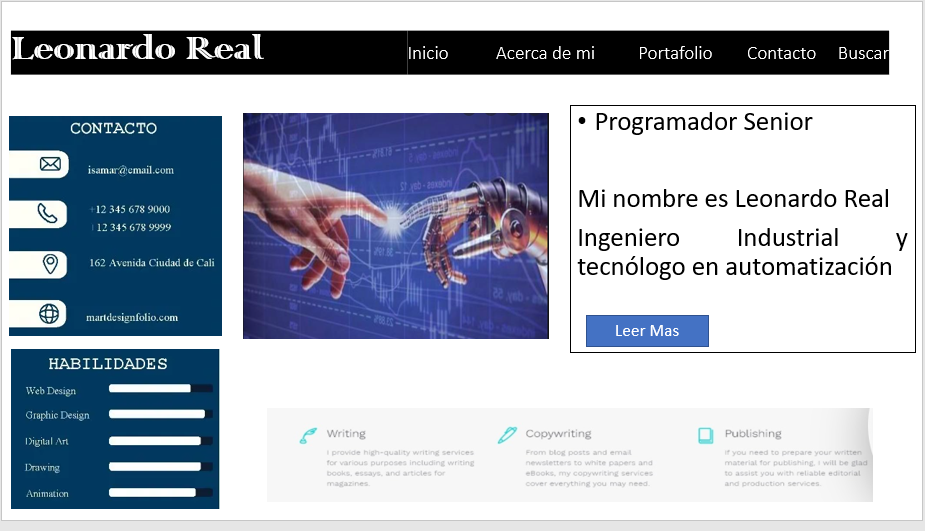 Leonardo Real
Inicio Acerca de mi Portafolio Contacto Buscar
CONTACTO
isamar@cmail.com
+12 345 678 9000
+12 345 678 9999
162 Avenida Ciudad de Cali
martdesignfolio.com
HABILIDADES
Web Design
Graphic Design
Digital Art
Drawing
Animation
• Programador Senior
Mi nombre es Leonardo Real
Ingeniero Industrial y
tecnólogo en automatización
Leer Mas
Writing
I provide high-quality writing services
for various purposes including writing
books, essays, and articles for
magazines.
Copywriting
From blog posts and email
newsletters to white papers and
eBooks, my copywriting services
cover everything you may need.
Publishing
If you need to prepare your written
material for publishing, i will be glad
to assist you with reliable editorial
and production services.